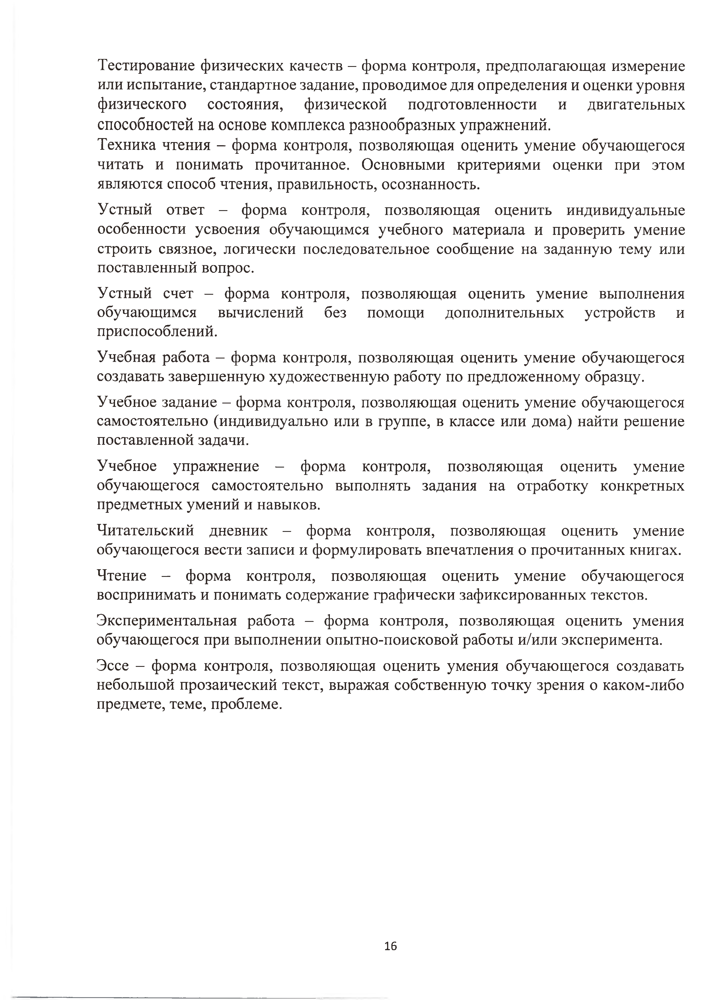 Тестирование физических качеств – форма контроля, предполагающая измерение
или испытание, стандартное задание, проводимое для определения и оценки уровня
физического состояния, физической подготовленности и двигательных
способностей на основе комплекса разнообразных упражнений.
Техника чтения – форма контроля, позволяющая оценить умение обучающегося
читать и понимать прочитанное. Основными критериями оценки при этом
являются способ чтения, правильность, осознанность.
Устный ответ – форма контроля, позволяющая оценить индивидуальные
особенности усвоения обучающимся учебного материала и проверить умение
строить связное, логически последовательное сообщение на заданную тему или
поставленный вопрос.
Устный счет – форма контроля, позволяющая оценить умение выполнения
обучающимся вычислений без помощи дополнительных устройств и
приспособлений.
Учебная работа – форма контроля, позволяющая оценить умение обучающегося
создавать завершенную художественную работу по предложенному образцу.
Учебное задание – форма контроля, позволяющая оценить умение обучающегося
самостоятельно (индивидуально или в группе, в классе или дома) найти решение
поставленной задачи.
Учебное упражнение – форма контроля, позволяющая оценить умение
обучающегося самостоятельно выполнять задания на отработку конкретных
предметных умений и навыков.
Читательский дневник – форма контроля, позволяющая оценить умение
обучающегося вести записи и формулировать впечатления о прочитанных книгах.
Чтение – форма контроля, позволяющая оценить умение обучающегося
воспринимать и понимать содержание графически зафиксированных текстов.
Экспериментальная работа – форма контроля, позволяющая оценить умения
обучающегося при выполнении опытно-поисковой работы и/или эксперимента.
Эссе – форма контроля, позволяющая оценить умения обучающегося создавать
небольшой прозаический текст, выражая собственную точку зрения о каком-либо
предмете, теме, проблеме.
16